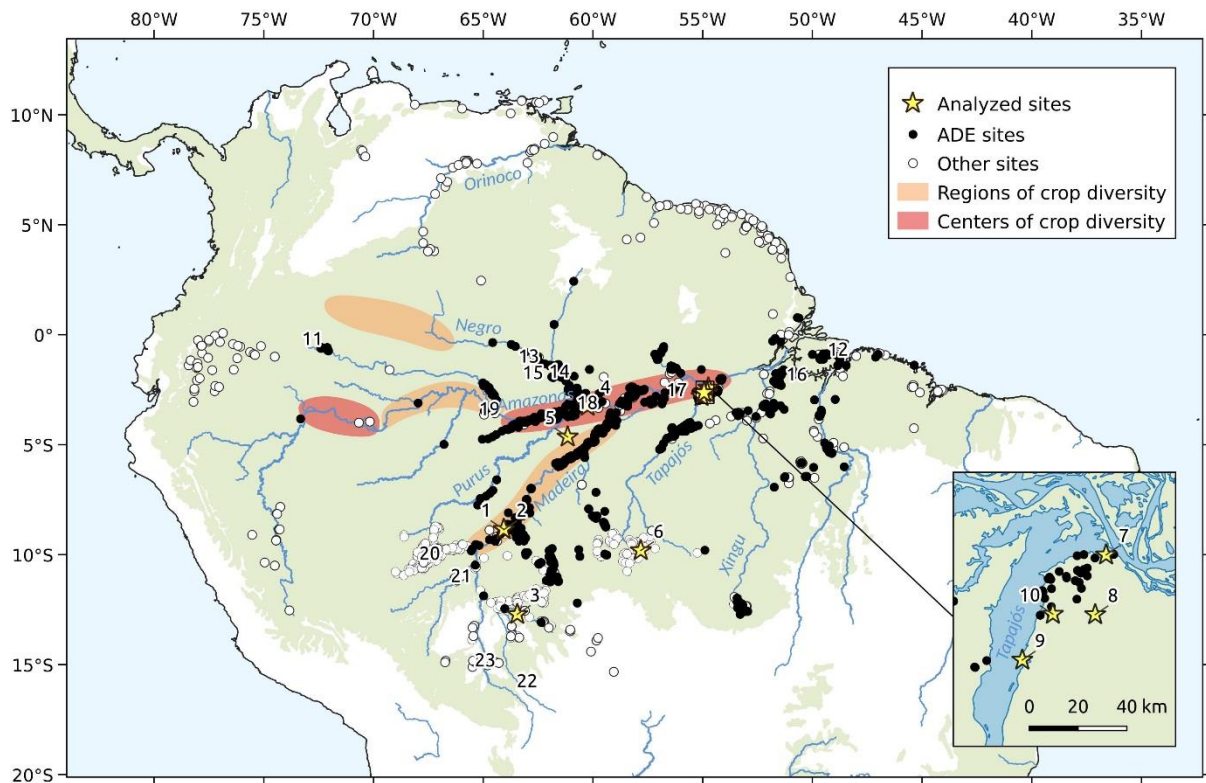 80°W 75°W 70°W 65°W 60°W 55°W 50°W 45°W 40°W 35°W
10°N
5°N
0°
5°S
10°S
15°S
20°S
Analyzed sites
ADE sites
Other sites
Regions of crop diversity
Centers of crop diversity
Orinoco
Negro
11
13
15
14
12
16
4
17
18
Amazonas
19
5
Purus
Madeira
Tapajós
Xingu
1
2
6
20
21
3
23
22
7
10
8
Tapajós
9
0 20 40 km